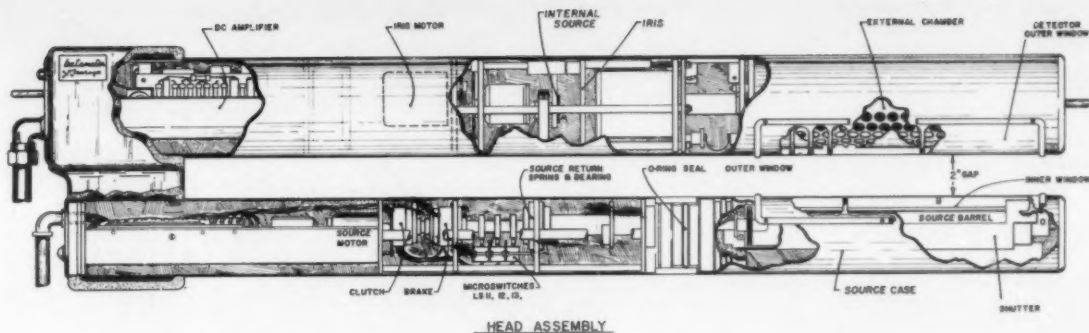 DC AMPLIFIER
IRIS MOTOR
INTERNAL
SOURCE
IRIS
EXTERNAL CHAMBER
DETECTOR
OUTER WINDOW
SOURCE RETURN
SPRING & BEARING
O-RING SEAL
OUTER WINDOW
2" GAP
INNER WINDOW
SOURCE BARREL
SOURCE
MOTOR
CLUTCH
BRAKE
MICROSWITCHES
LS 11, 12, 13,
SOURCE CASE
SHUTTER
HEAD ASSEMBLY